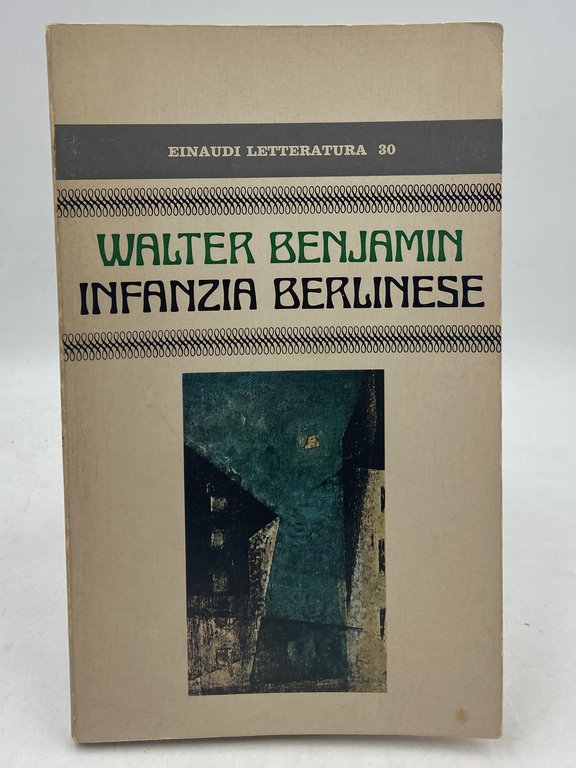 EINAUDI LETTERATURA 30
WALTER BENJAMIN
INFANZIA BERLINESE